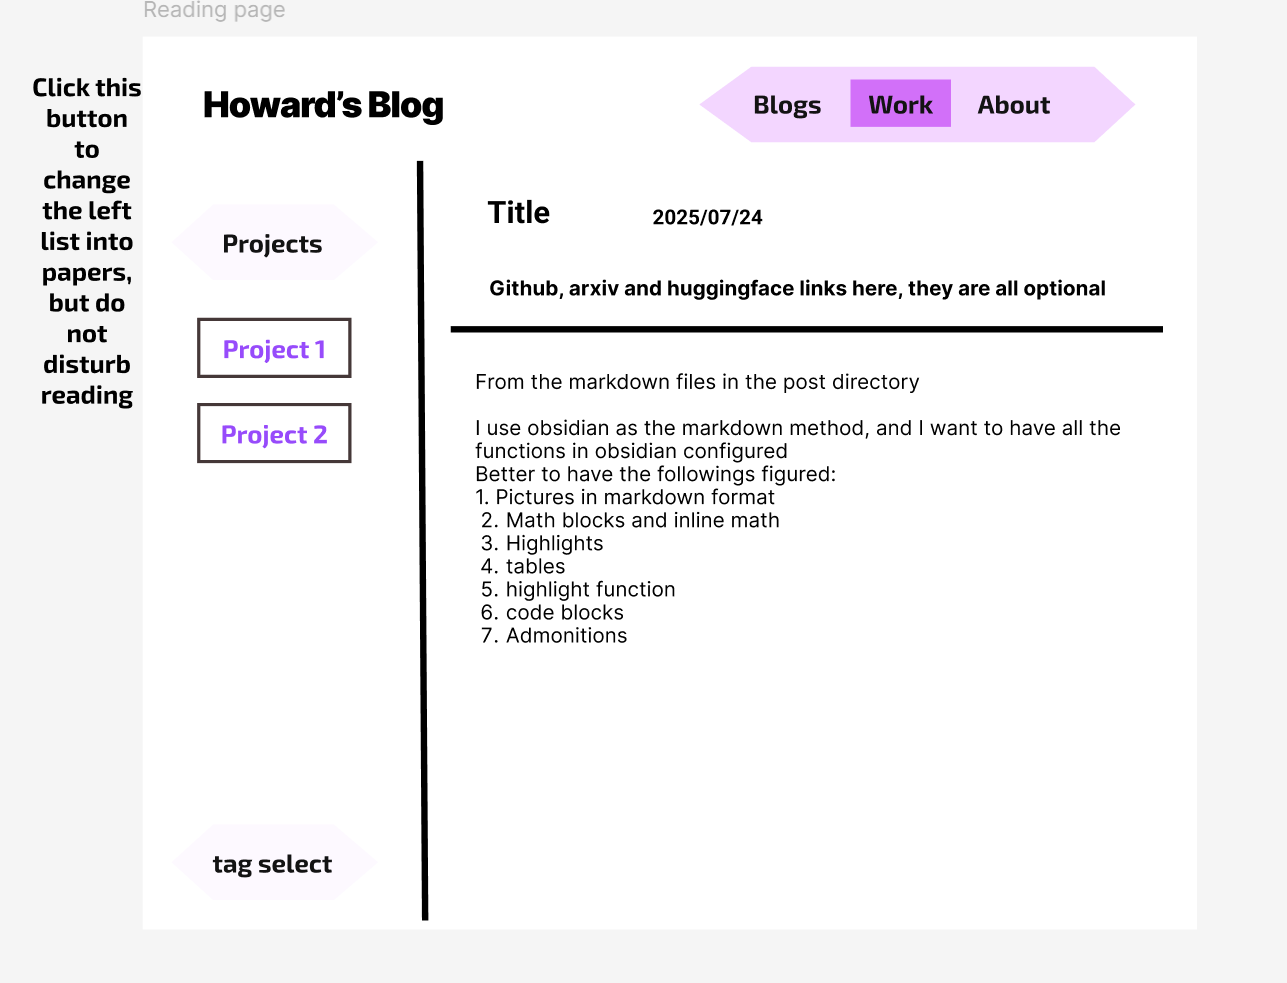 Reading page
Click this
button
to
change
the left
list into
papers,
but do
not
disturb
reading
Howard's Blog
Blogs Work About
Projects
Project 1
Project 2
tag select
Title 2025/07/24
Github, arxiv and huggingface links here, they are all optional
From the markdown files in the post directory
I use obsidian as the markdown method, and I want to have all the
functions in obsidian configured
Better to have the followings figured:
1. Pictures in markdown format
2. Math blocks and inline math
3. Highlights
4. tables
5. highlight function
6. code blocks
7. Admonitions